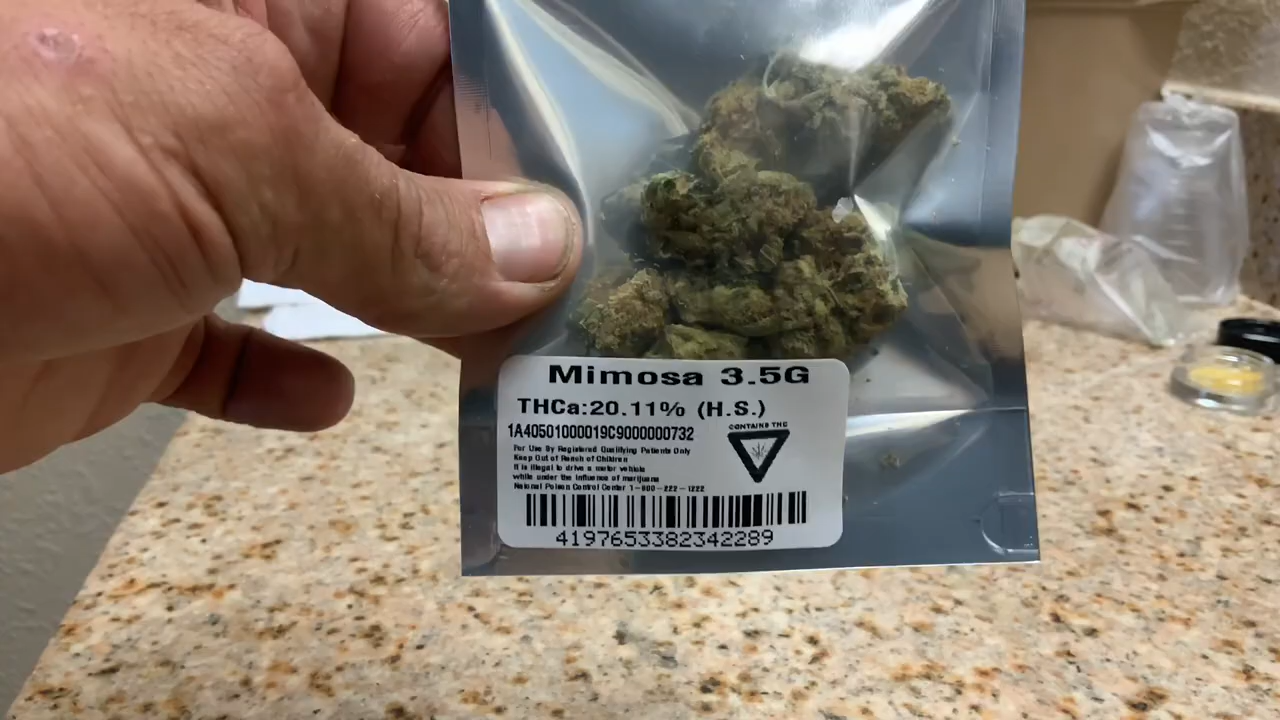 Mimosa 3.5G
THCa:20.11% (H.S.)
1A40501000019C9000000732
CONTAINS THC
For Use By Registered Qualifying Patients Only
Keep Out of Reach of Children
It is illegal to drive a motor vehicle
while under the influence of marijuana
National Poison Control Center 1-800-222-1222
4197653382342289